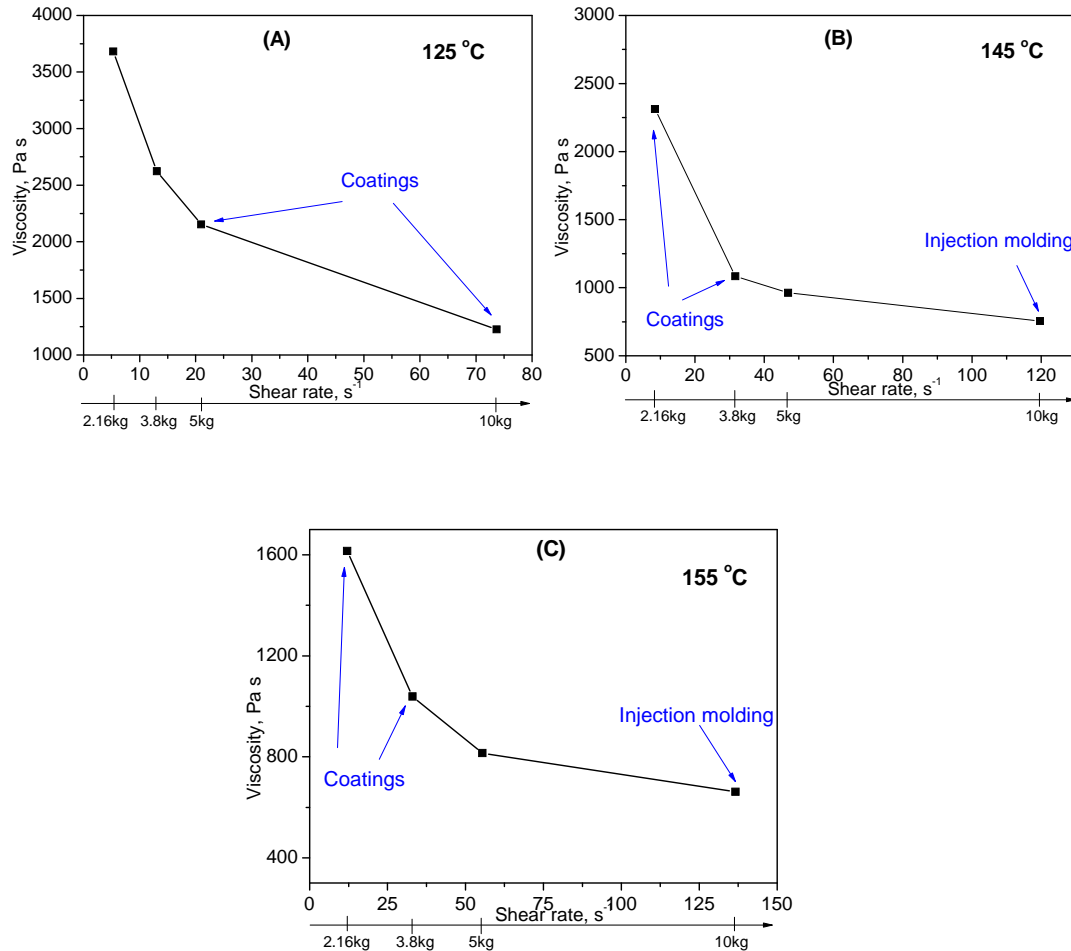 (A)
125 °C
Viscosity, Pa s
4000
3500
3000
2500
2000
1500
1000
Coatings
0 10 20 30 40 50 60 70 80
Shear rate, s-1
2.16kg 3.8kg 5kg 10kg
(B)
145 °C
Viscosity, Pa s
3000
2500
2000
1500
1000
500
Injection molding
Coatings
0 20 40 60 80 100 120
Shear rate, s-1
2.16kg 3.8kg 5kg 10kg
(C)
155 °C
Viscosity, Pa s
1600
1200
800
400
Injection molding
Coatings
0 25 50 75 100 125 150
Shear rate, s-1
2.16kg 3.8kg 5kg 10kg